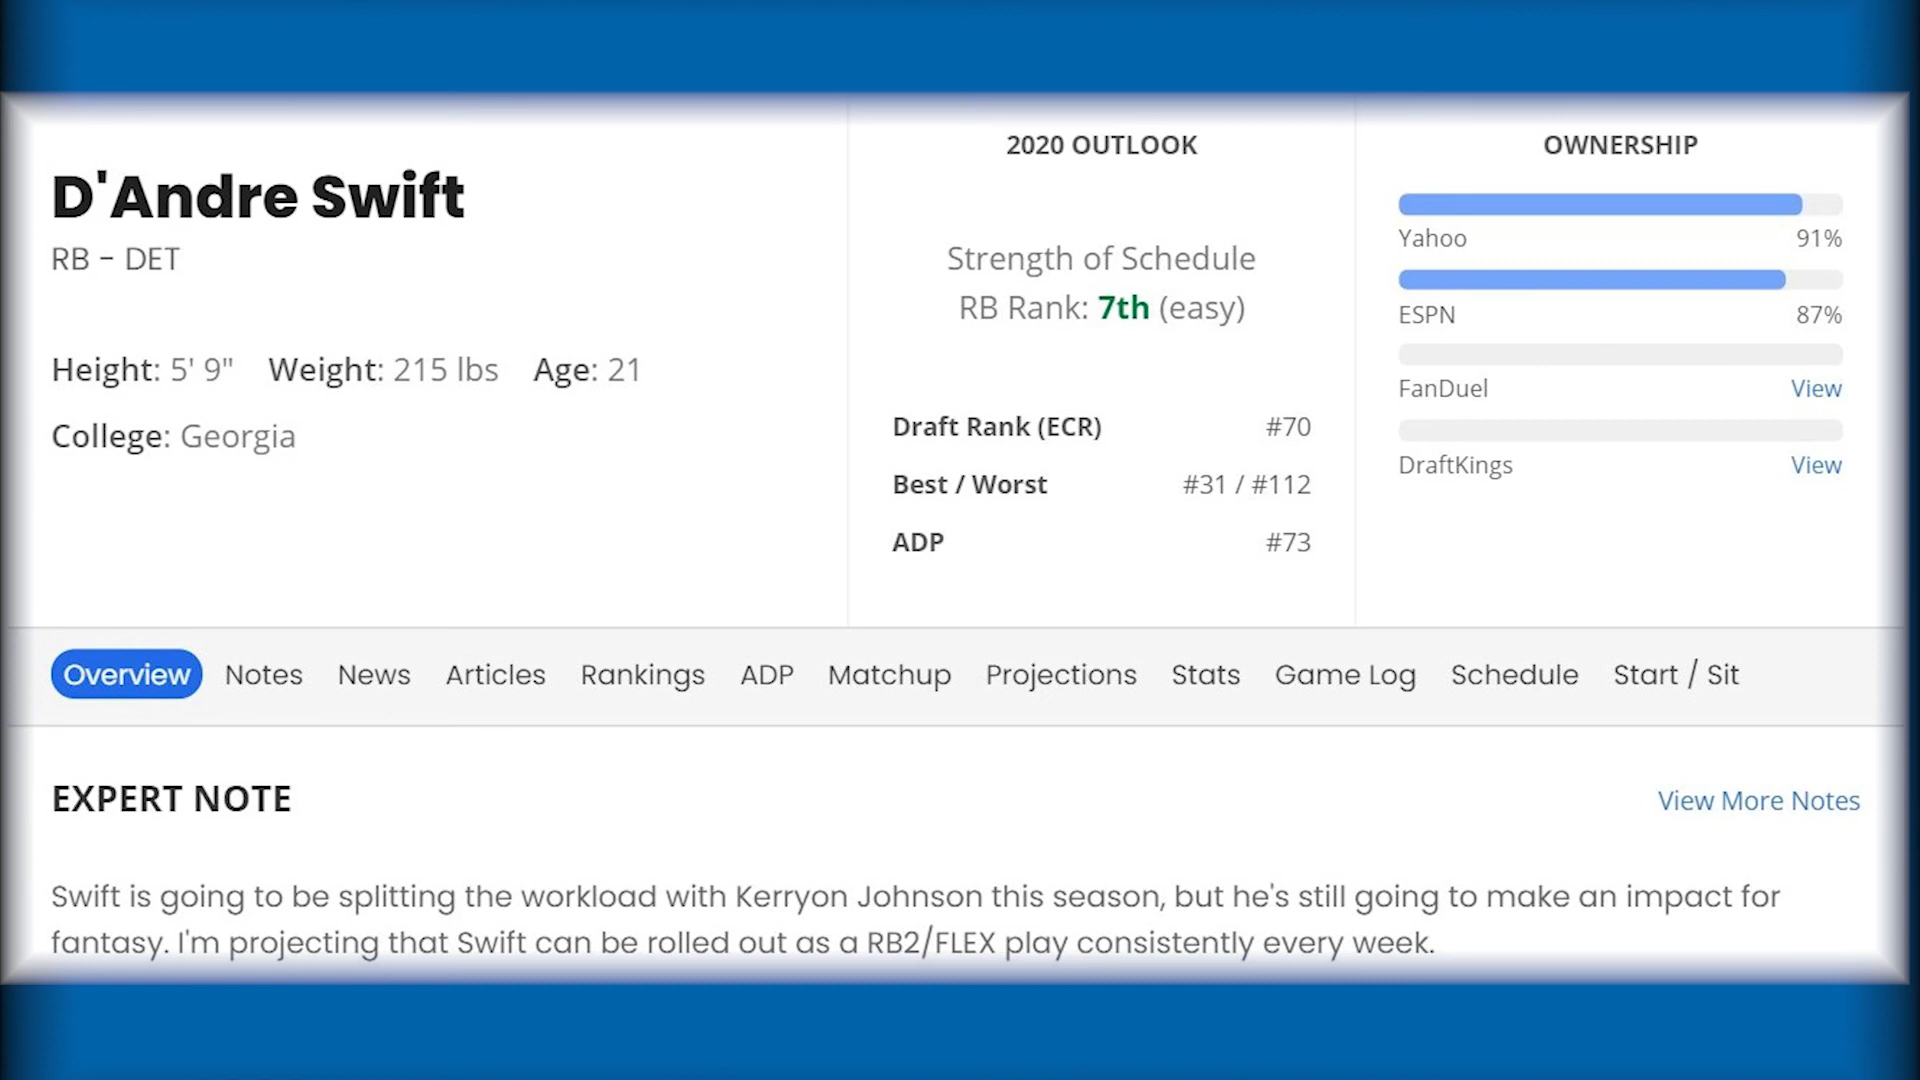 D'Andre Swift
RB - DET
Height: 5' 9" Weight: 215 lbs Age: 21
College: Georgia
2020 OUTLOOK
Strength of Schedule
RB Rank: 7th (easy)
Draft Rank (ECR) #70
Best / Worst #31 / #112
ADP #73
OWNERSHIP
Yahoo 91%
ESPN 87%
FanDuel View
DraftKings View
Overview Notes News Articles Rankings ADP Matchup Projections Stats Game Log Schedule Start / Sit
EXPERT NOTE
View More Notes
Swift is going to be splitting the workload with Kerryon Johnson this season, but he's still going to make an impact for
fantasy. I'm projecting that Swift can be rolled out as a RB2/FLEX play consistently every week.